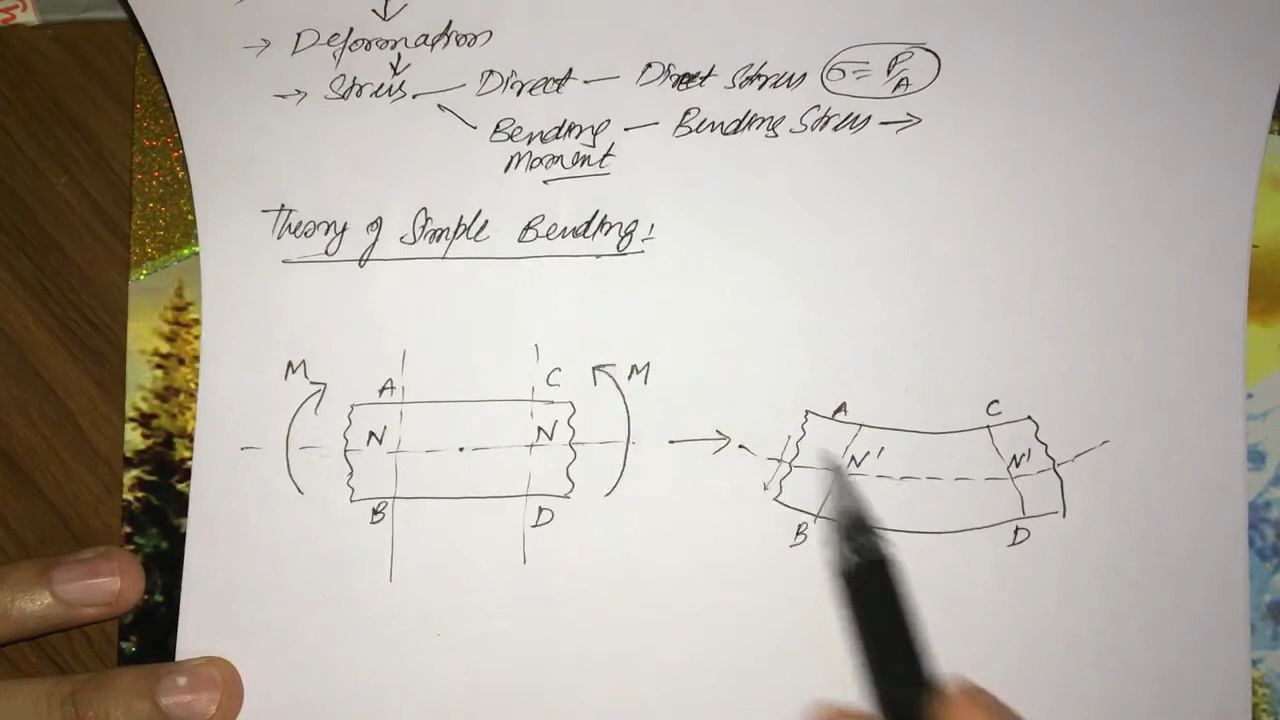 → Deformation
→ Stress — Direct — Direct Stress σ = P/A
Bending Moment — Bending Stress →
Theory of Simple Bending :
M A C M
N N
B D
A C
N' N'
B D